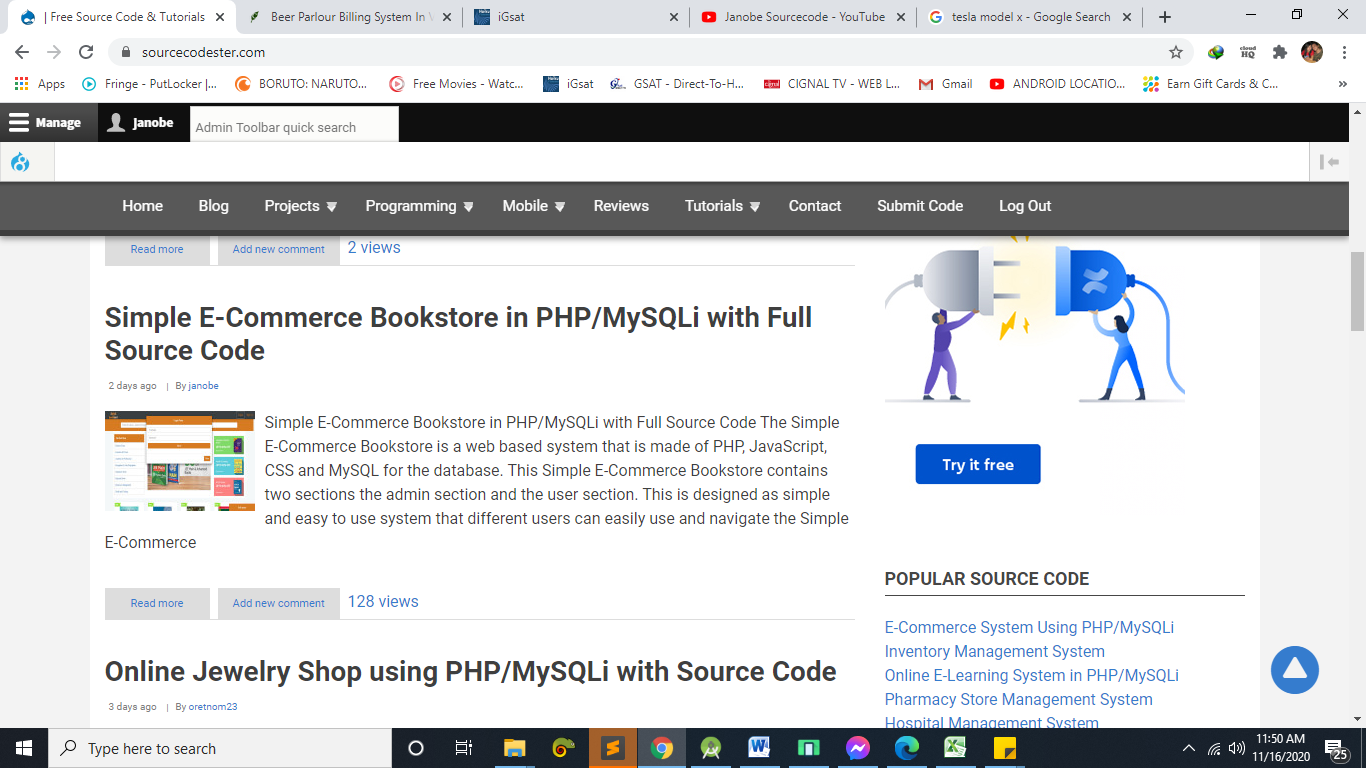 | Free Source Code & Tutorials
Beer Parlour Billing System In V
iGsat
Janobe Sourcecode - YouTube
tesla model x - Google Search
sourcecodester.com
cloud
HQ
Apps
Fringe - PutLocker |...
BORUTO: NARUTO...
Free Movies - Watc...
iGsat
GSAT - Direct-To-H...
CIGNAL TV - WEB L...
Gmail
ANDROID LOCATIO...
Earn Gift Cards & C...
»
Manage
Janobe
Admin Toolbar quick search
Home
Blog
Projects
Programming
Mobile
Reviews
Tutorials
Contact
Submit Code
Log Out
Read more
Add new comment
2 views
Simple E-Commerce Bookstore in PHP/MySQLi with Full
Source Code
2 days ago | By janobe
Simple E-Commerce Bookstore in PHP/MySQLi with Full Source Code The Simple
E-Commerce Bookstore is a web based system that is made of PHP, JavaScript,
CSS and MySQL for the database. This Simple E-Commerce Bookstore contains
two sections the admin section and the user section. This is designed as simple
and easy to use system that different users can easily use and navigate the Simple
E-Commerce
Read more
Add new comment
128 views
Online Jewelry Shop using PHP/MySQLi with Source Code
3 days ago | By oretnom23
Try it free
POPULAR SOURCE CODE
E-Commerce System Using PHP/MySQLi
Inventory Management System
Online E-Learning System in PHP/MySQLi
Pharmacy Store Management System
Hospital Management System
Type here to search
11:50 AM
11/16/2020
25